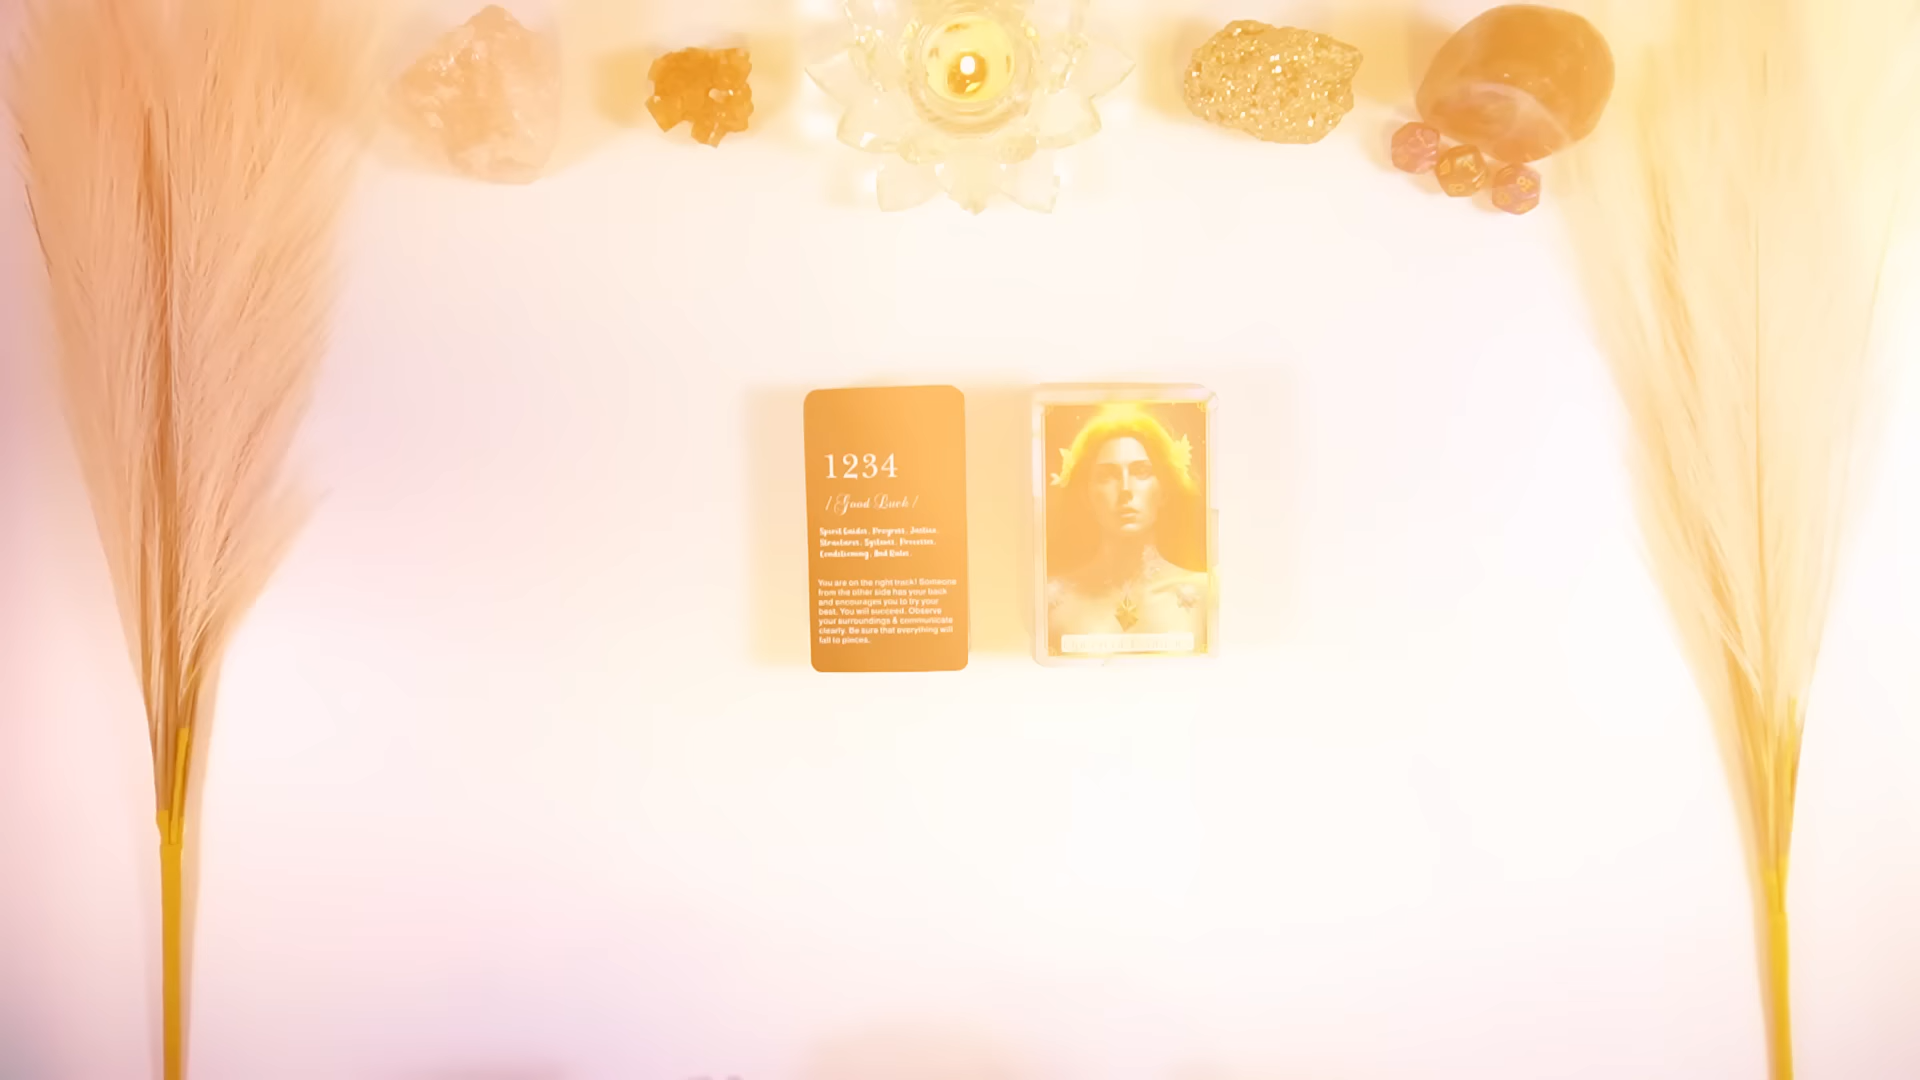 1234
/ Good Luck /
Spirit Guides, Progress, Justice,
Structures, Systems, Processes,
Conditioning, And Rules.
You are on the right track! Someone
from the other side has your back
and encourages you to try your
best. You will succeed. Observe
your surroundings & communicate
clearly. Be sure that everything will
fall to pieces.